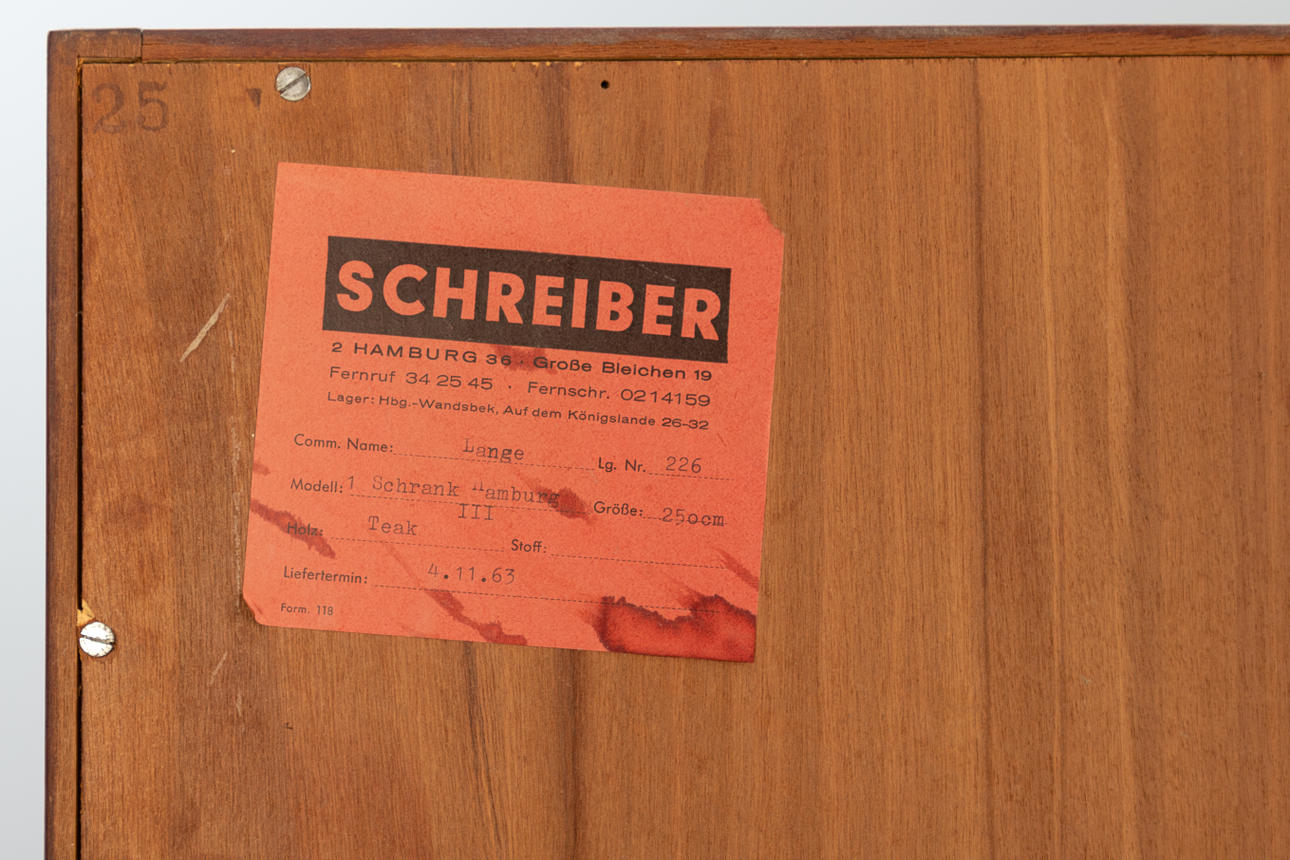 25
SCHREIBER
2 HAMBURG 36 · Große Bleichen 19
Fernruf 34 25 45 · Fernschr. 0214159
Lager: Hbg.-Wandsbek, Auf dem Königslande 26-32
Comm. Name: Lange Lg. Nr. 226
Modell: 1 Schrank Hamburg Größe: 250cm
III
Holz: Teak Stoff:
Liefertermin: 4.11.63
Form. 118